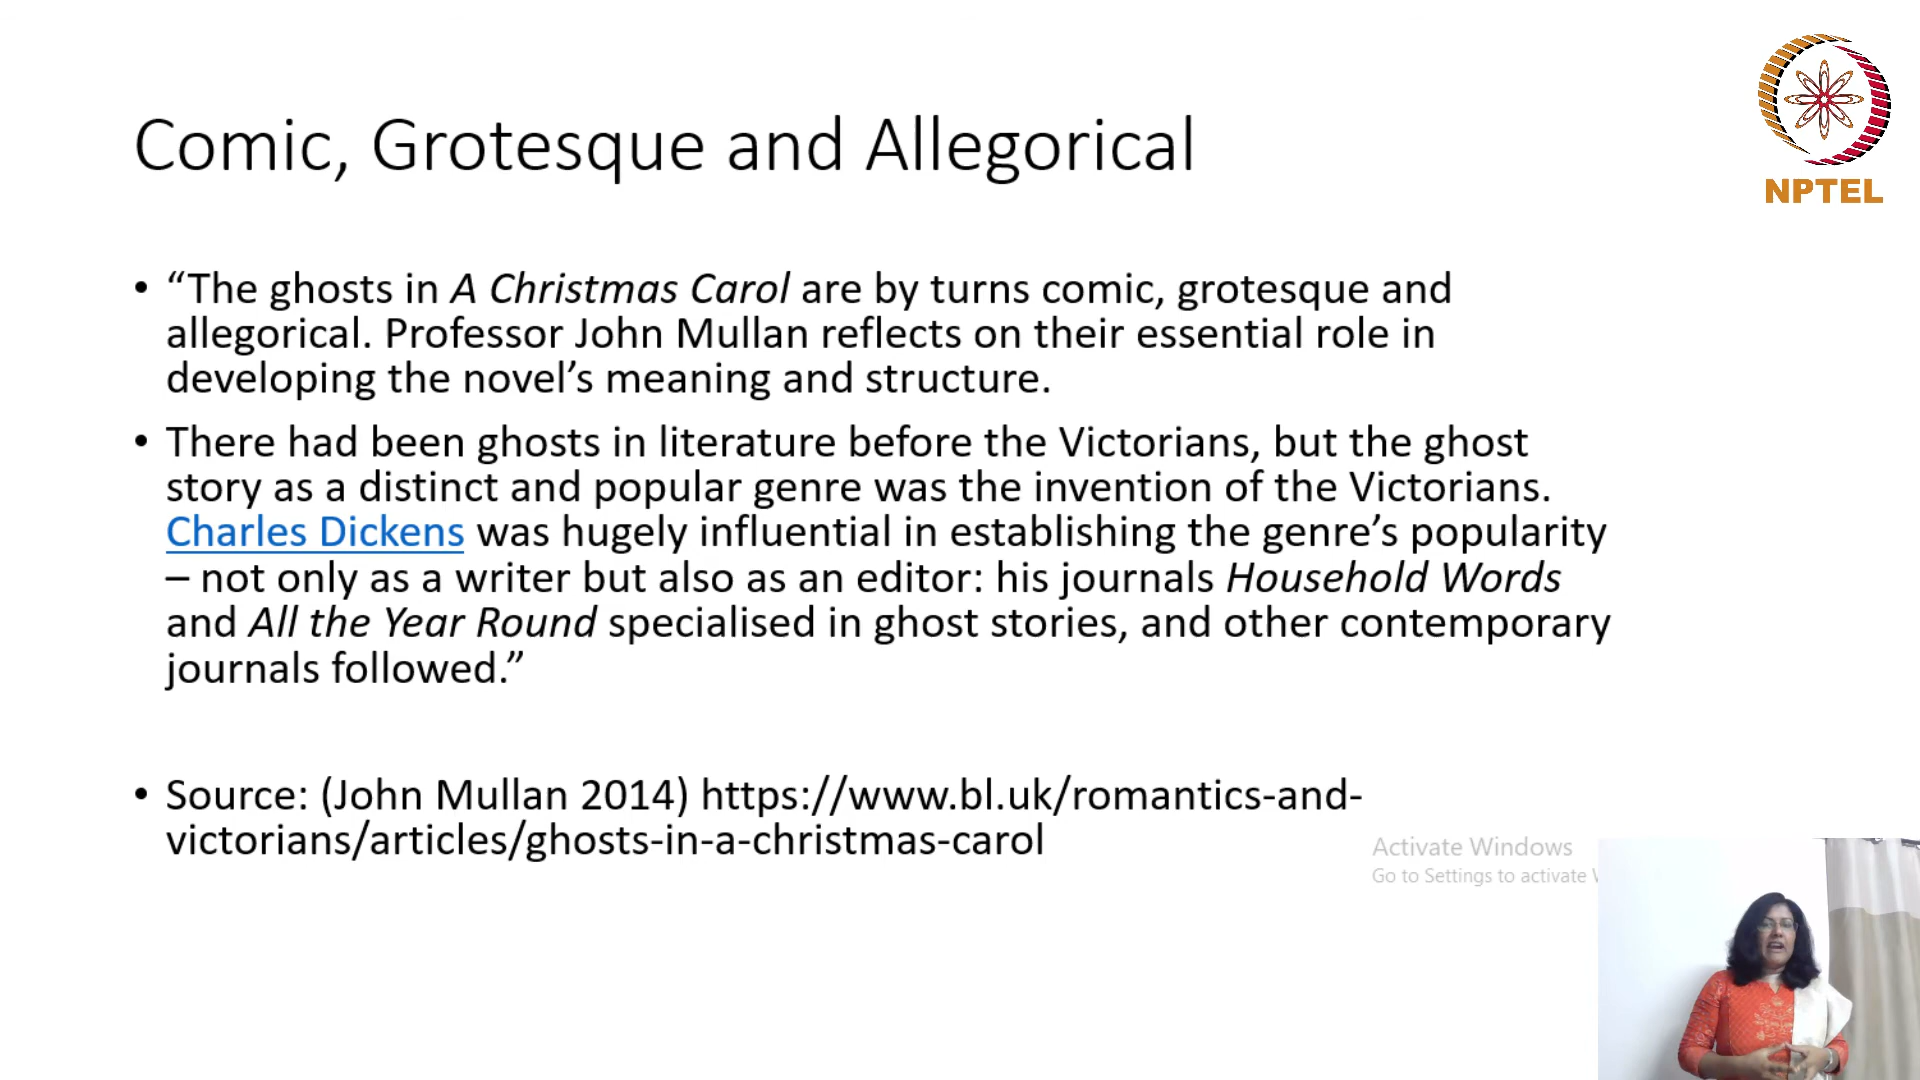 Comic, Grotesque and Allegorical
NPTEL
• “The ghosts in A Christmas Carol are by turns comic, grotesque and
allegorical. Professor John Mullan reflects on their essential role in
developing the novel’s meaning and structure.
• There had been ghosts in literature before the Victorians, but the ghost
story as a distinct and popular genre was the invention of the Victorians.
Charles Dickens was hugely influential in establishing the genre’s popularity
– not only as a writer but also as an editor: his journals Household Words
and All the Year Round specialised in ghost stories, and other contemporary
journals followed.”
• Source: (John Mullan 2014) https://www.bl.uk/romantics-and-
victorians/articles/ghosts-in-a-christmas-carol
Activate Windows
Go to Settings to activate